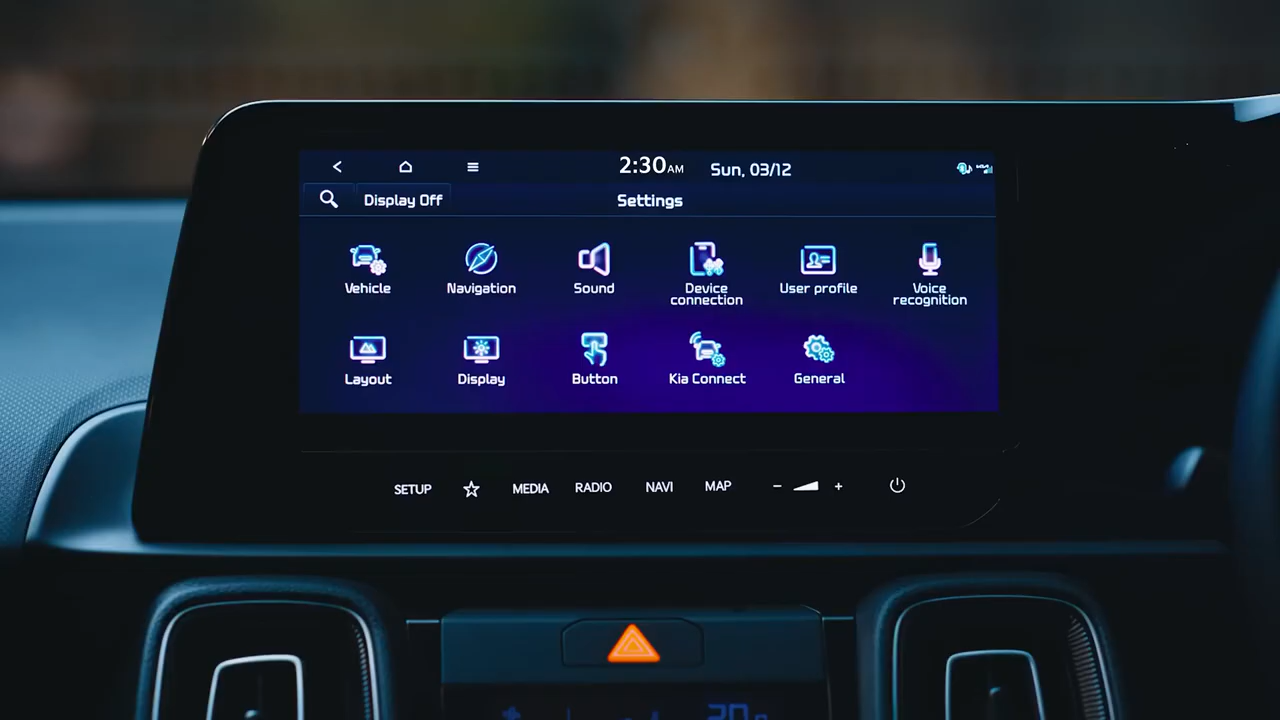 2:30AM Sun, 03/12
Display Off Settings
Vehicle Navigation Sound Device connection User profile Voice recognition
Layout Display Button Kia Connect General
SETUP MEDIA RADIO NAVI MAP - +